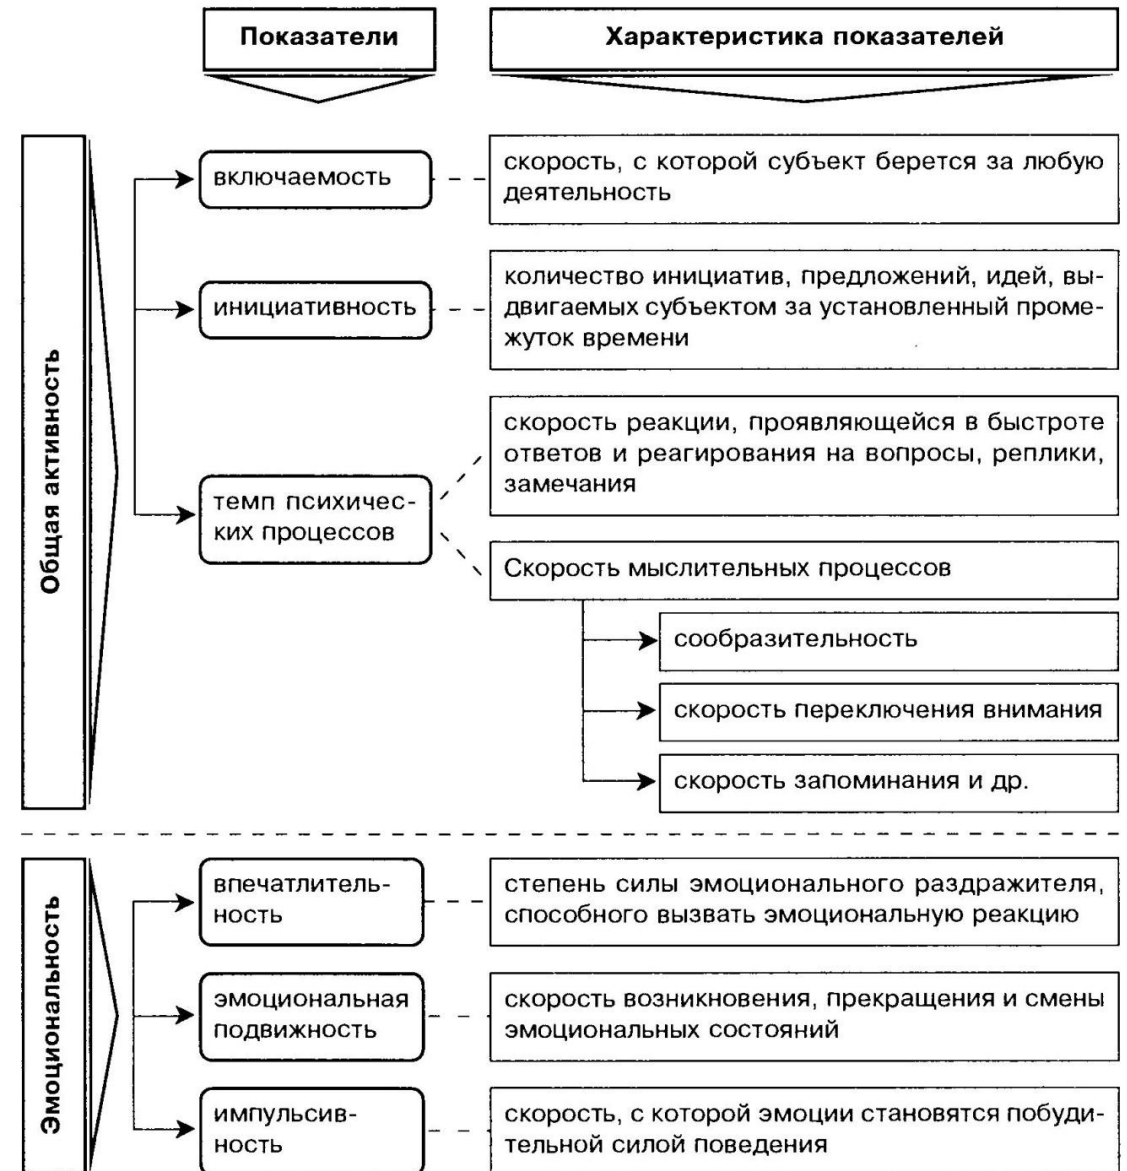 Показатели
Характеристика показателей
Общая активность
включаемость
скорость, с которой субъект берется за любую
деятельность
инициативность
количество инициатив, предложений, идей, вы-
двигаемых субъектом за установленный проме-
жуток времени
темп психичес-
ких процессов
скорость реакции, проявляющейся в быстроте
ответов и реагирования на вопросы, реплики,
замечания
Скорость мыслительных процессов
сообразительность
скорость переключения внимания
скорость запоминания и др.
Эмоциональность
впечатлитель-
ность
степень силы эмоционального раздражителя,
способного вызвать эмоциональную реакцию
эмоциональная
подвижность
скорость возникновения, прекращения и смены
эмоциональных состояний
импульсив-
ность
скорость, с которой эмоции становятся побуди-
тельной силой поведения